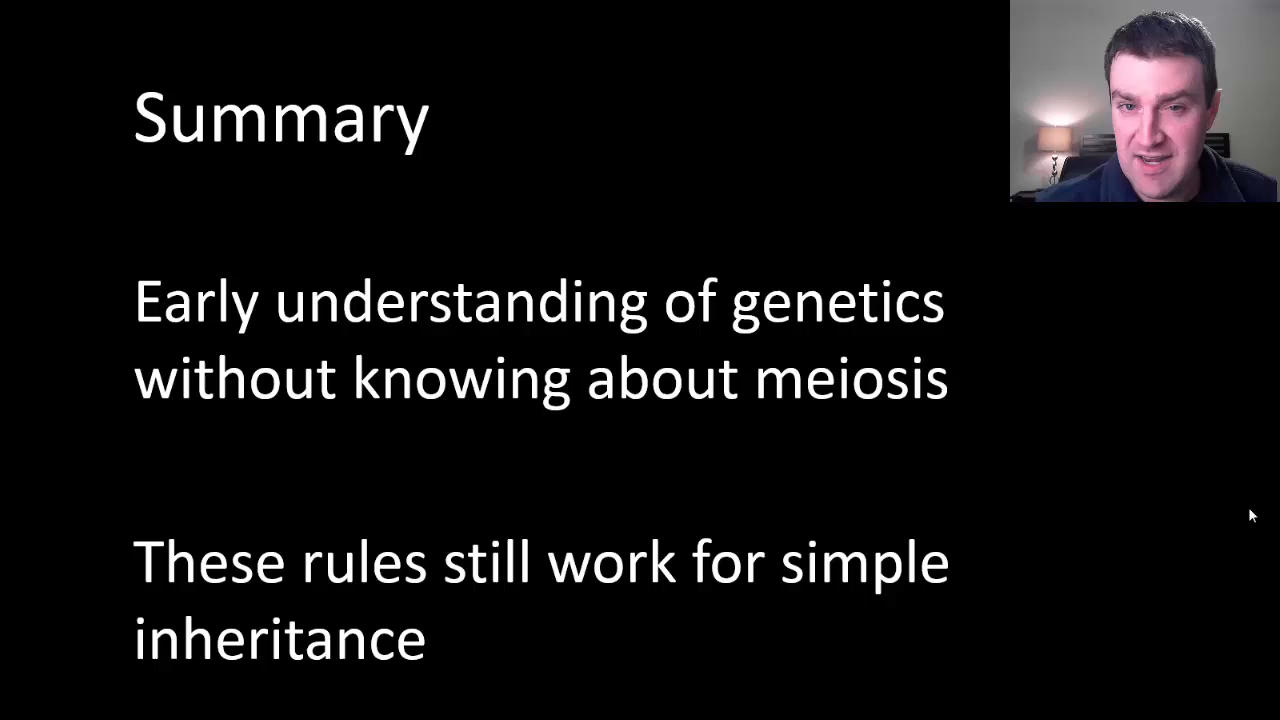 Summary
Early understanding of genetics
without knowing about meiosis
These rules still work for simple
inheritance